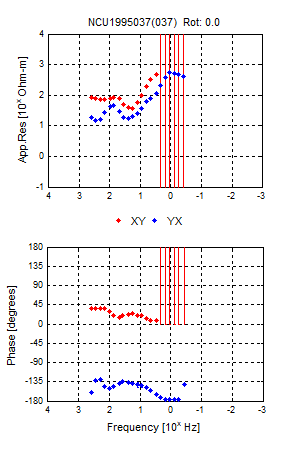 NCU1995037(037) Rot: 0.0
App.Res [10ˣ Ohm-m]
4
3
2
1
0
-1
4 3 2 1 0 -1 -2 -3
XY YX
Phase [degrees]
180
135
90
45
0
-45
-90
-135
-180
4 3 2 1 0 -1 -2 -3
Frequency [10ˣ Hz]